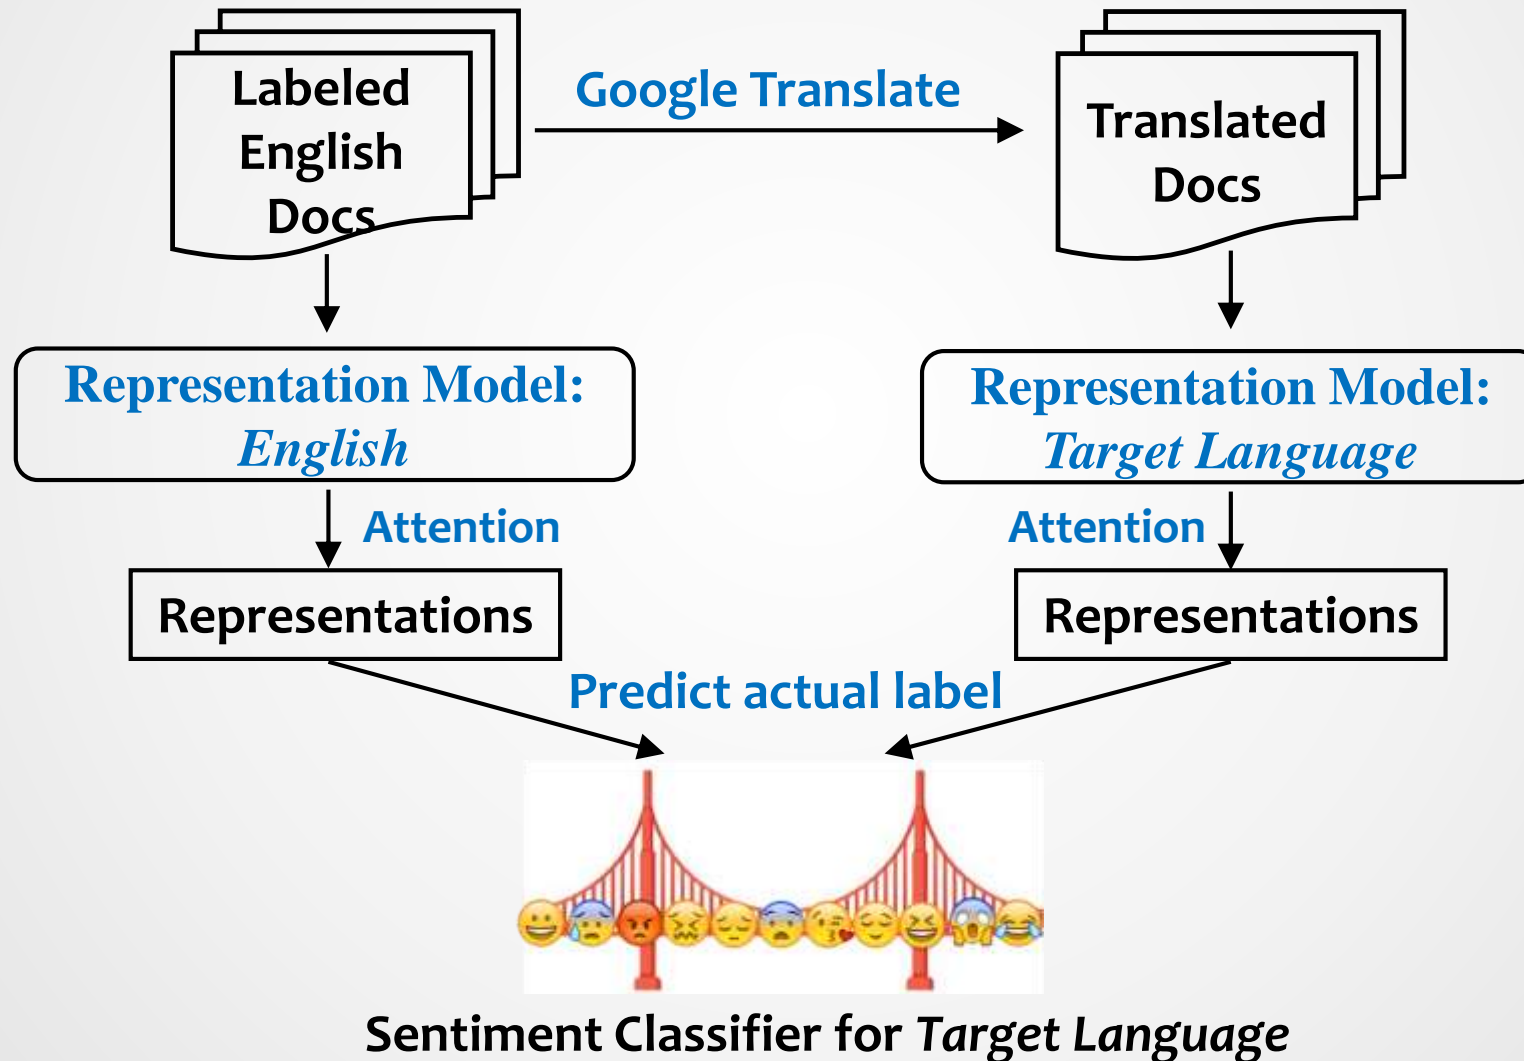 Labeled
English
Docs
Google Translate
Translated
Docs
Representation Model:
English
Representation Model:
Target Language
Attention
Attention
Representations
Representations
Predict actual label
Sentiment Classifier for Target Language